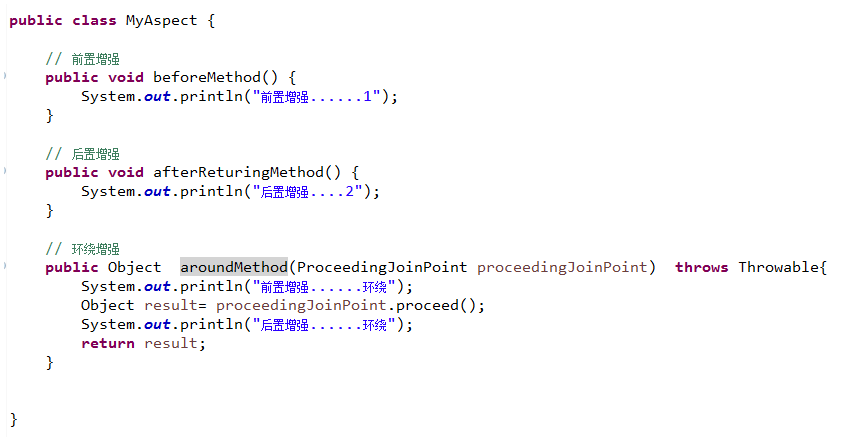 public class MyAspect {
// 前置增强
public void beforeMethod() {
System.out.println("前置增强......1");
}
// 后置增强
public void afterReturingMethod() {
System.out.println("后置增强....2");
}
// 环绕增强
public Object  aroundMethod(ProceedingJoinPoint proceedingJoinPoint)  throws Throwable{
System.out.println("前置增强......环绕");
Object result= proceedingJoinPoint.proceed();
System.out.println("后置增强......环绕");
return result;
}
}